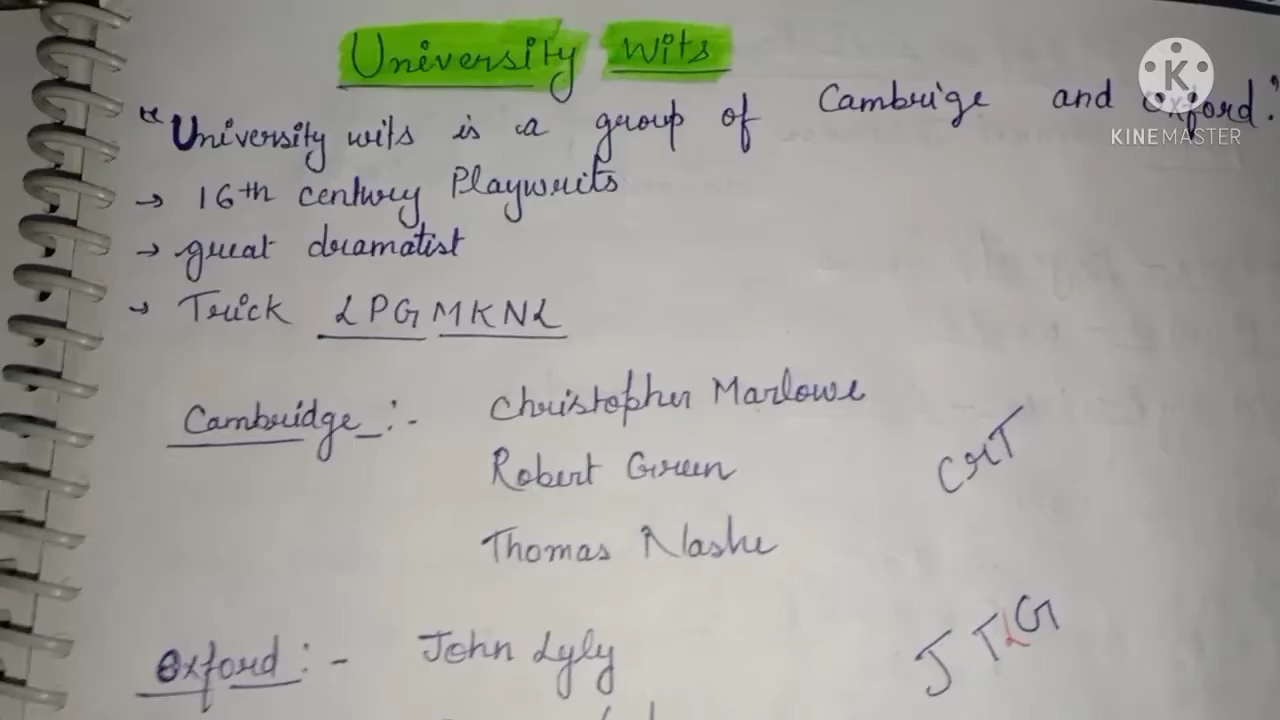 University Wits
"University wits is a group of Cambrige and Oxford."
→ 16th century Playwrits
→ great dramatist
→ Trick LPGMKNL
Cambridge :- Christopher Marlowe
Robert Green
CRT
Thomas Nashe
Oxford :- John Lyly
JTLG
KINEMASTER